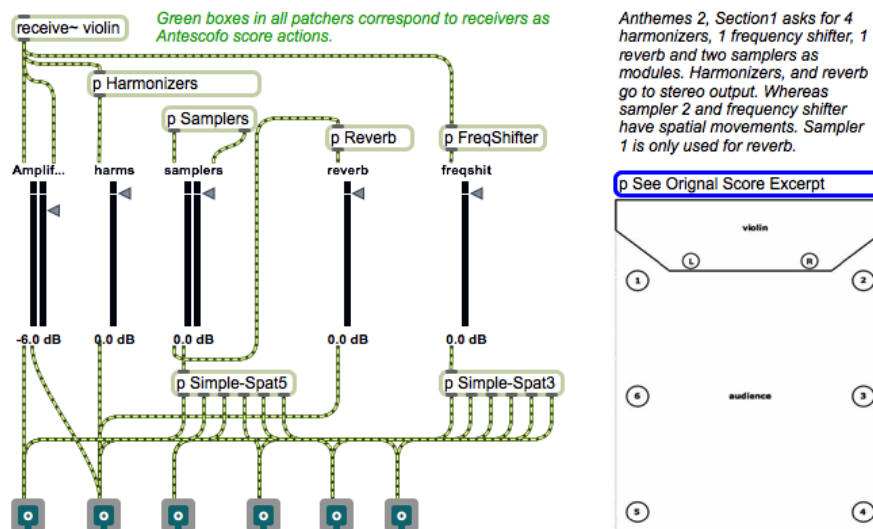 receive~ violin
Green boxes in all patchers correspond to receivers as
Antescofo score actions.
p Harmonizers
p Samplers
p Reverb
p FreqShifter
Amplif...
harms
samplers
reverb
freqshit
-6.0 dB
0.0 dB
0.0 dB
0.0 dB
0.0 dB
p Simple-Spat5
p Simple-Spat3
Anthemes 2, Section1 asks for 4
harmonizers, 1 frequency shifter, 1
reverb and two samplers as
modules. Harmonizers, and reverb
go to stereo output. Whereas
sampler 2 and frequency shifter
have spatial movements. Sampler
1 is only used for reverb.
p See Orignal Score Excerpt
violin
L
R
1
2
6
audience
3
5
4